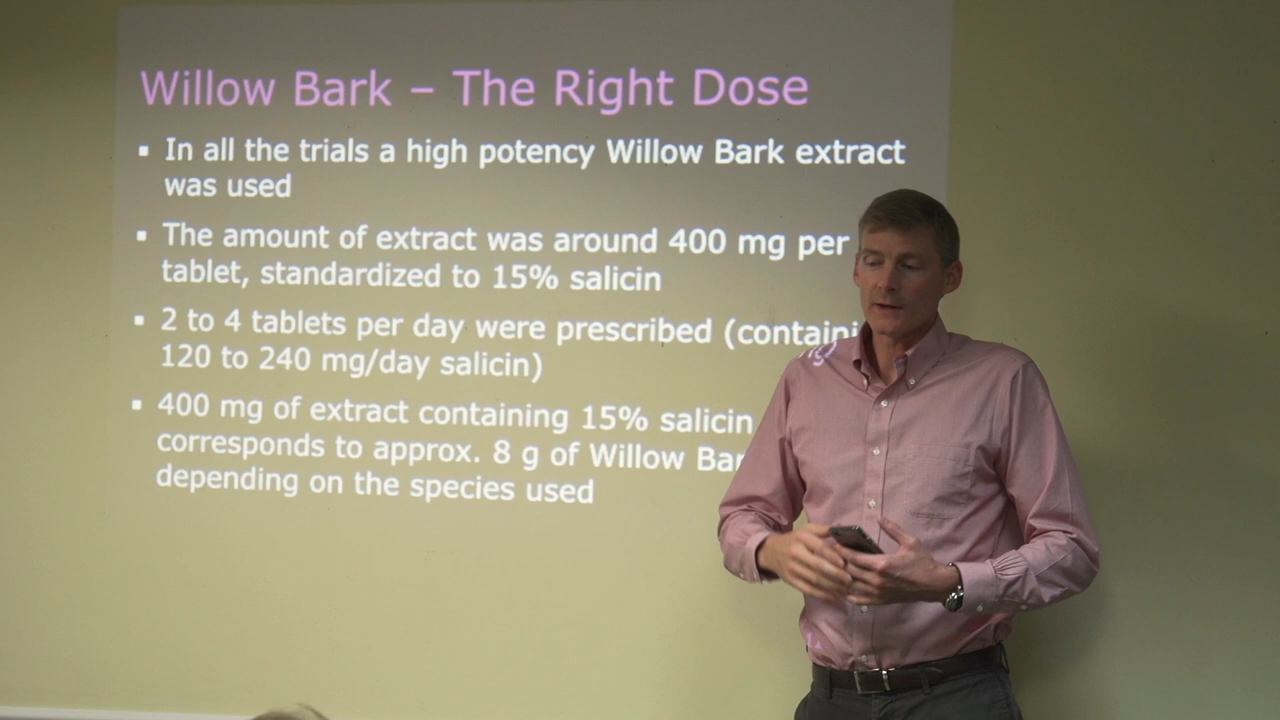 Willow Bark – The Right Dose
▪ In all the trials a high potency Willow Bark extract
was used
▪ The amount of extract was around 400 mg per
tablet, standardized to 15% salicin
▪ 2 to 4 tablets per day were prescribed (containing
120 to 240 mg/day salicin)
▪ 400 mg of extract containing 15% salicin
corresponds to approx. 8 g of Willow Bar
depending on the species used